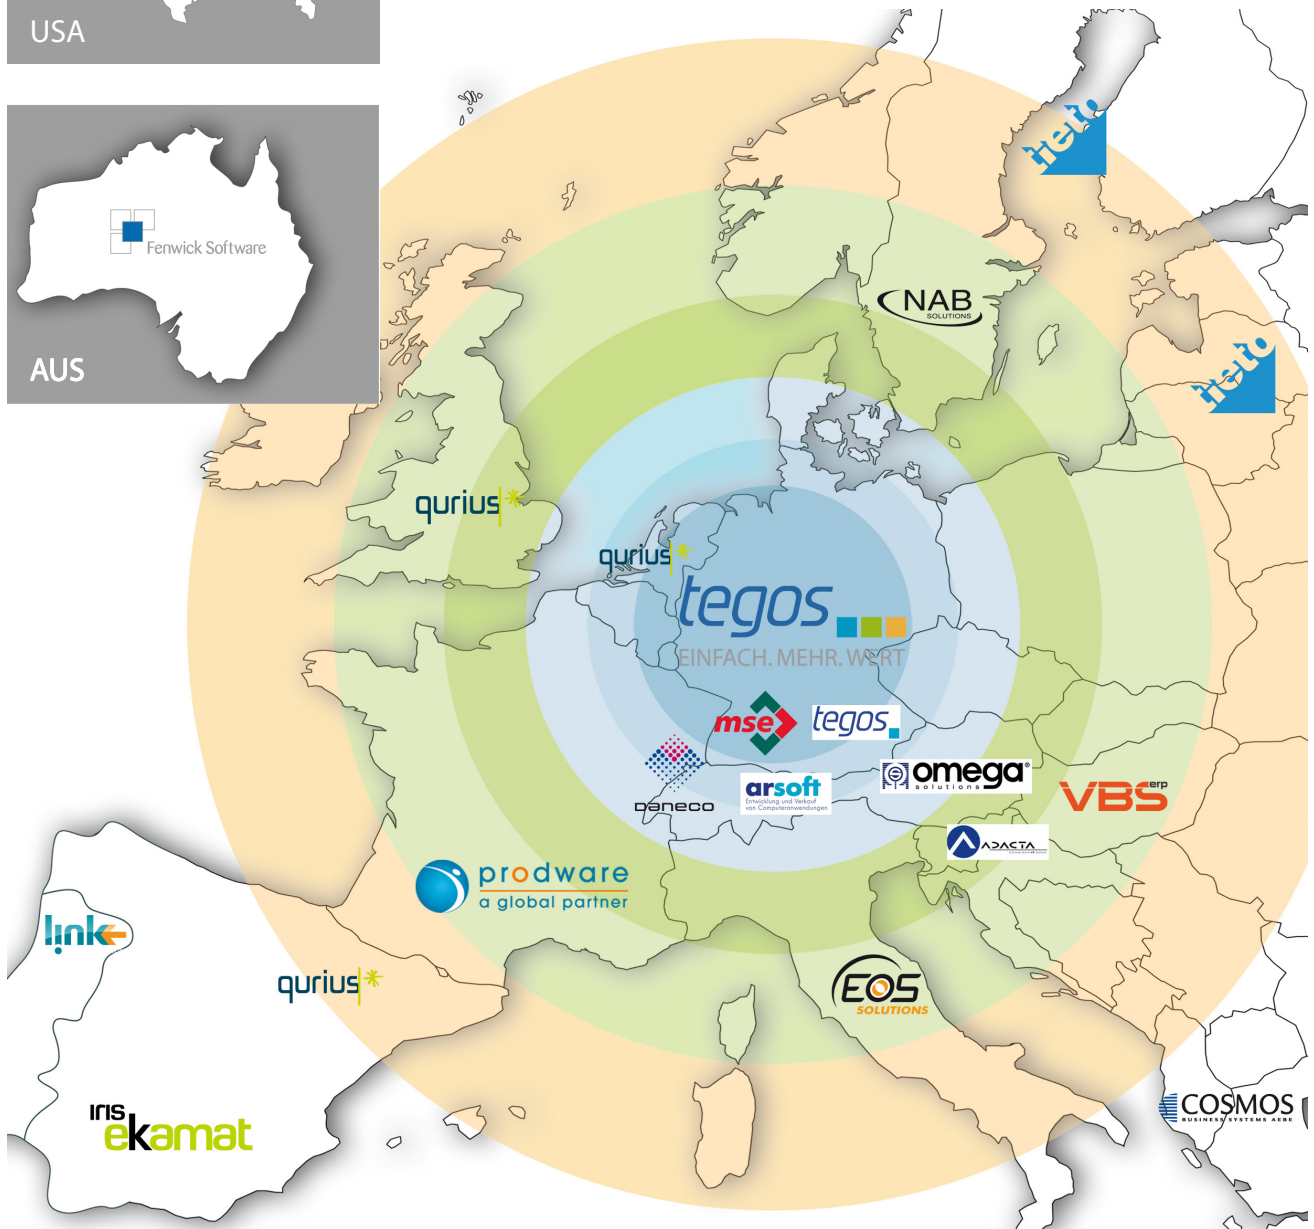 USA
Fenwick Software
AUS
tieto
NAB
SOLUTIONS
tieto
qurius
qurius
tegos
EINFACH. MEHR. WERT
mse
tegos
DANECO
arsoft
Entwicklung und Verkauf
von Computeranwendungen
omega
solutions
VBS erp
ADACTA
prodware
a global partner
link
qurius
EOS
SOLUTIONS
IRIS
ekamat
COSMOS
BUSINESS SYSTEMS AEBE